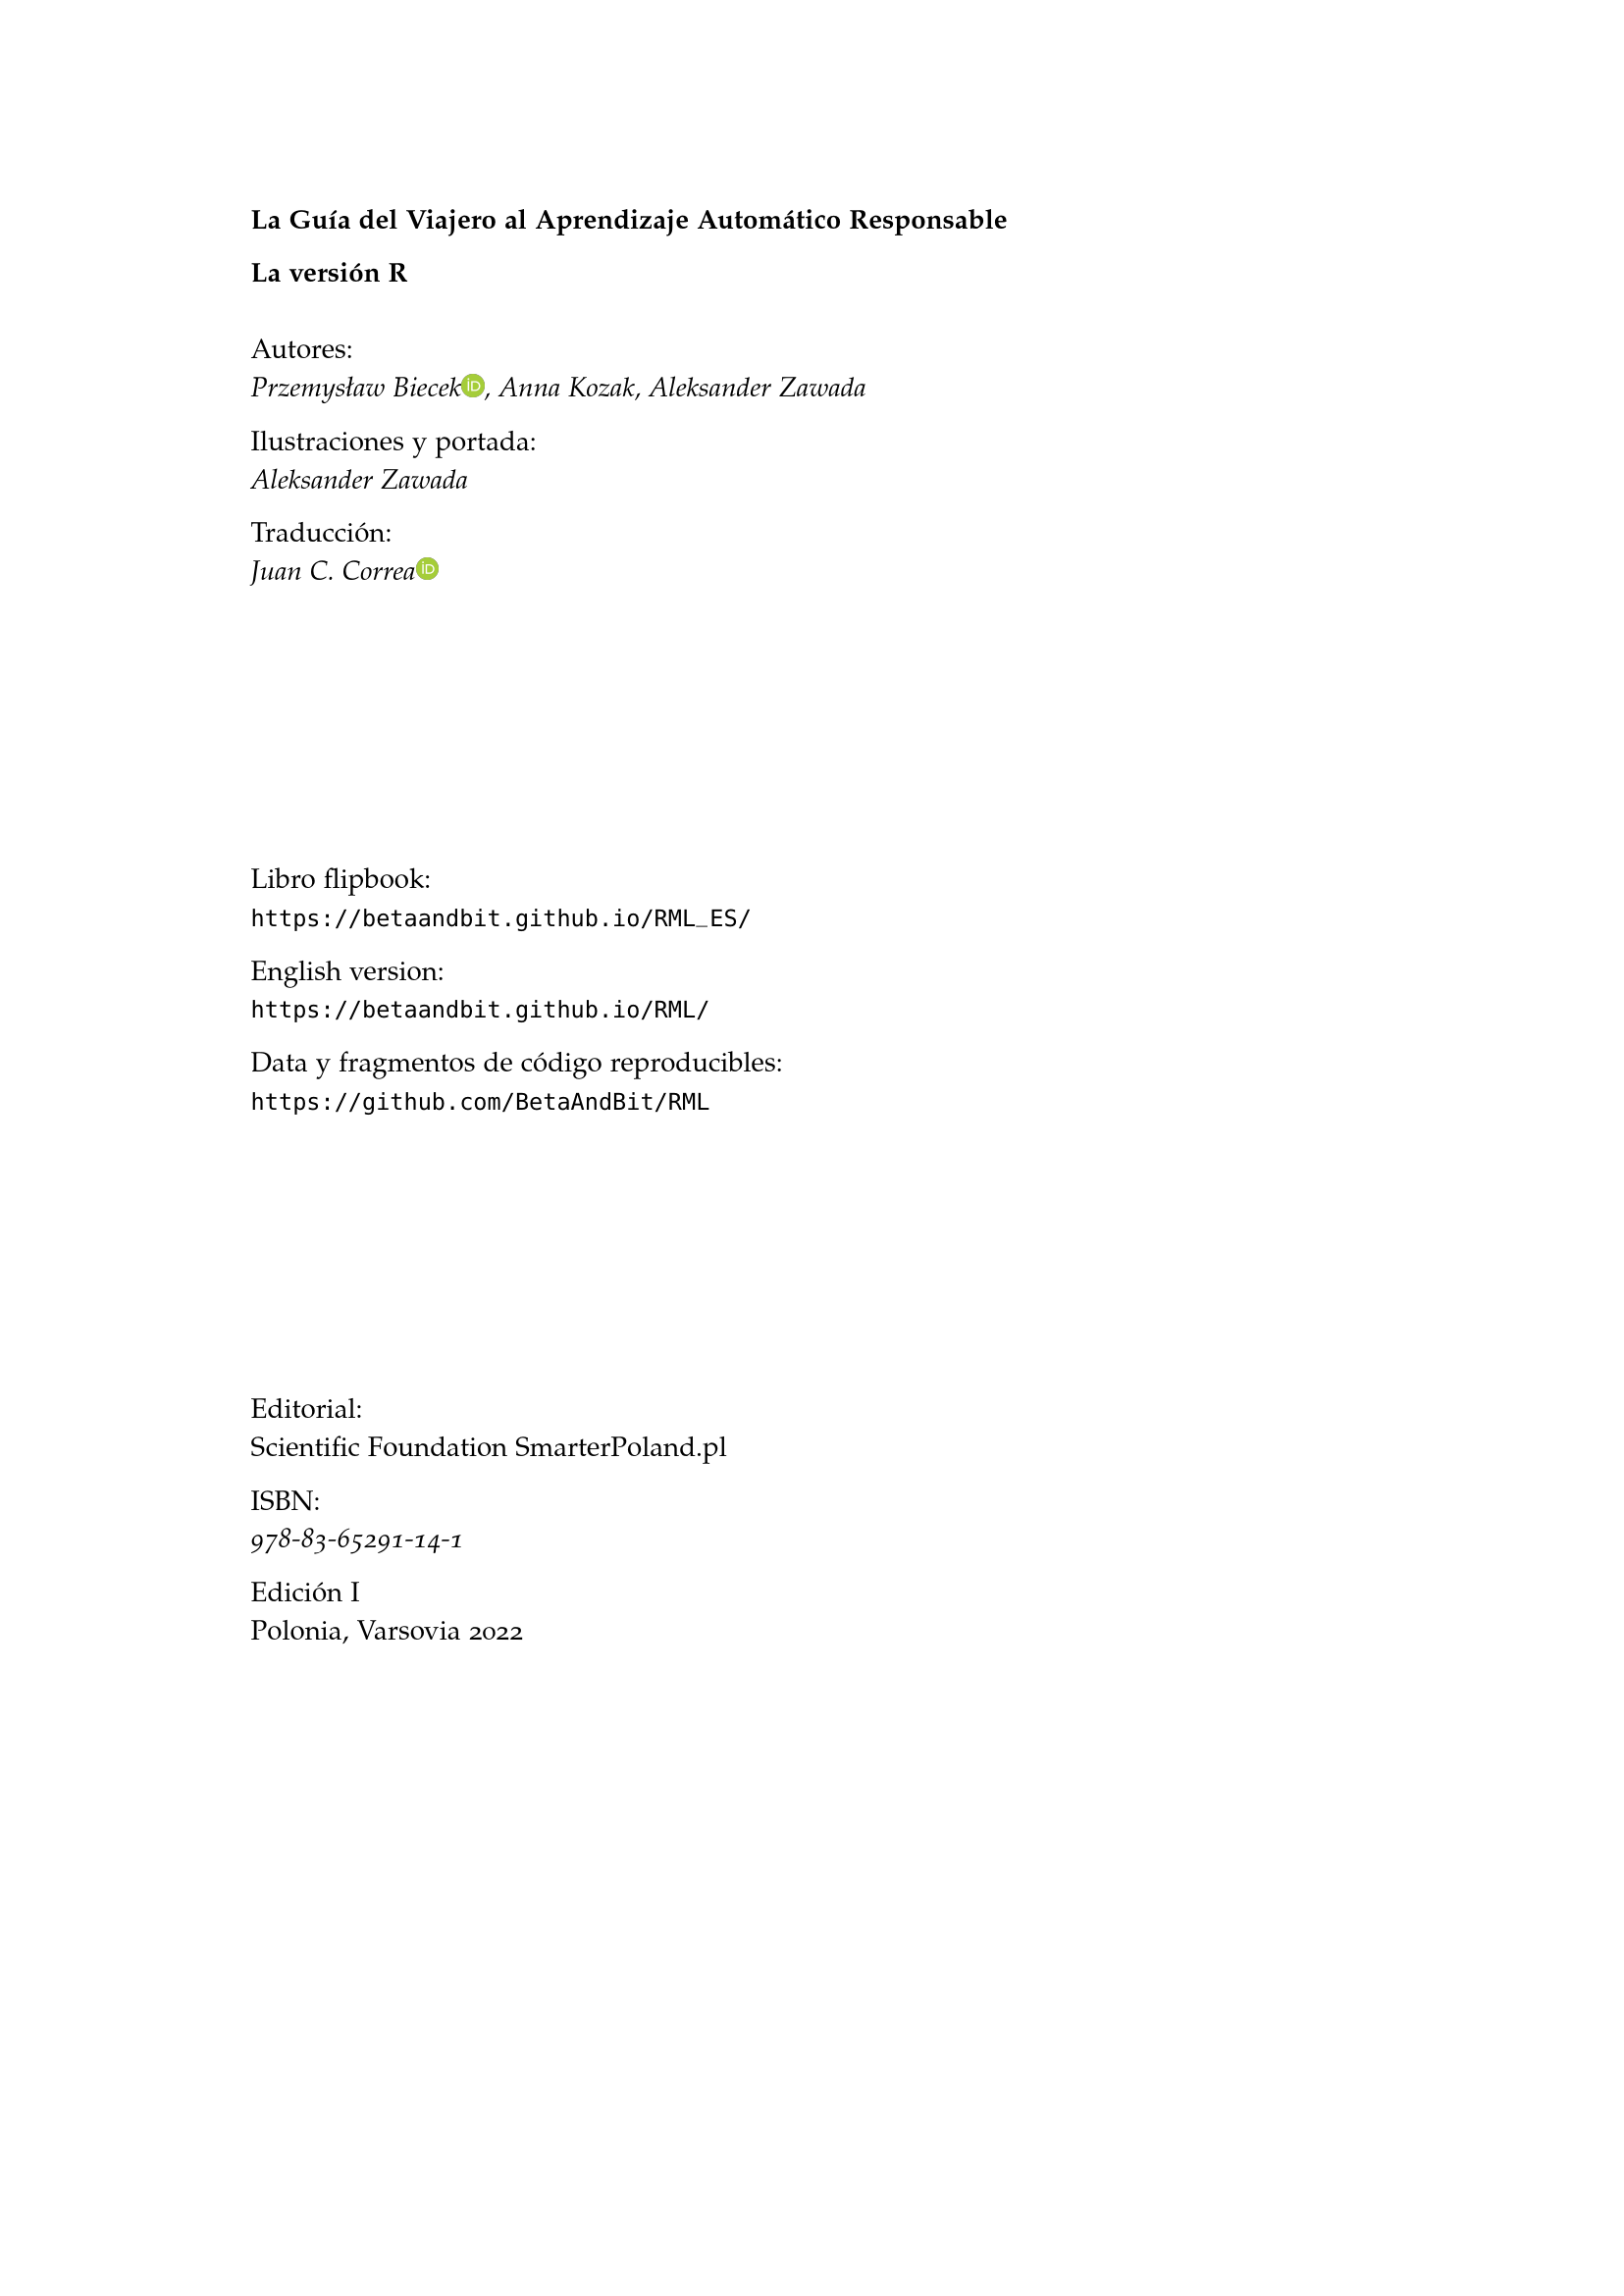 La Guía del Viajero al Aprendizaje Automático Responsable
La versión R
Autores:
Przemysław Biecek, Anna Kozak, Aleksander Zawada
Ilustraciones y portada:
Aleksander Zawada
Traducción:
Juan C. Correa
Libro flipbook:
https://betaandbit.github.io/RML_ES/
English version:
https://betaandbit.github.io/RML/
Data y fragmentos de código reproducibles:
https://github.com/BetaAndBit/RML
Editorial:
Scientific Foundation SmarterPoland.pl
ISBN:
978-83-65291-14-1
Edición I
Polonia, Varsovia 2022